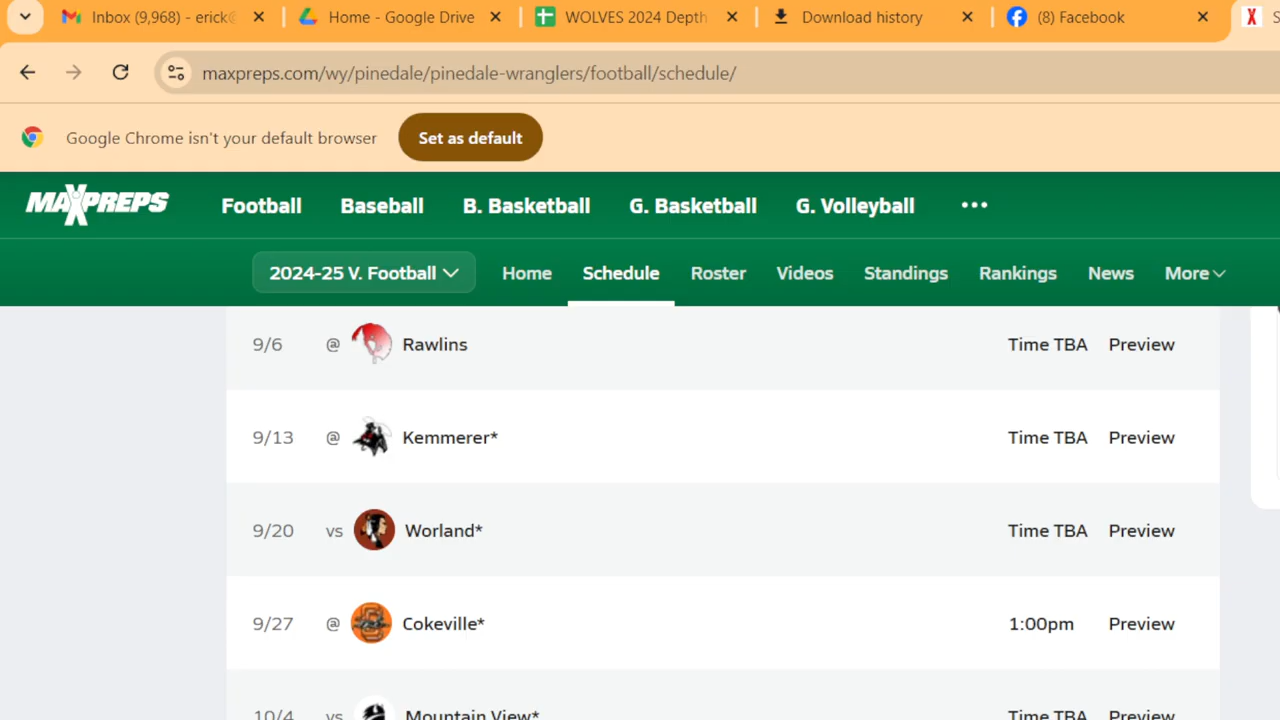 Inbox (9,968) - erick@ Home - Google Drive WOLVES 2024 Depth Download history (8) Facebook
maxpreps.com/wy/pinedale/pinedale-wranglers/football/schedule/
Google Chrome isn't your default browser Set as default
MAXPREPS Football Baseball B. Basketball G. Basketball G. Volleyball •••
2024-25 V. Football Home Schedule Roster Videos Standings Rankings News More
9/6 @ Rawlins Time TBA Preview
9/13 @ Kemmerer* Time TBA Preview
9/20 vs Worland* Time TBA Preview
9/27 @ Cokeville* 1:00pm Preview
10/4 vs Mountain View* Time TBA Preview